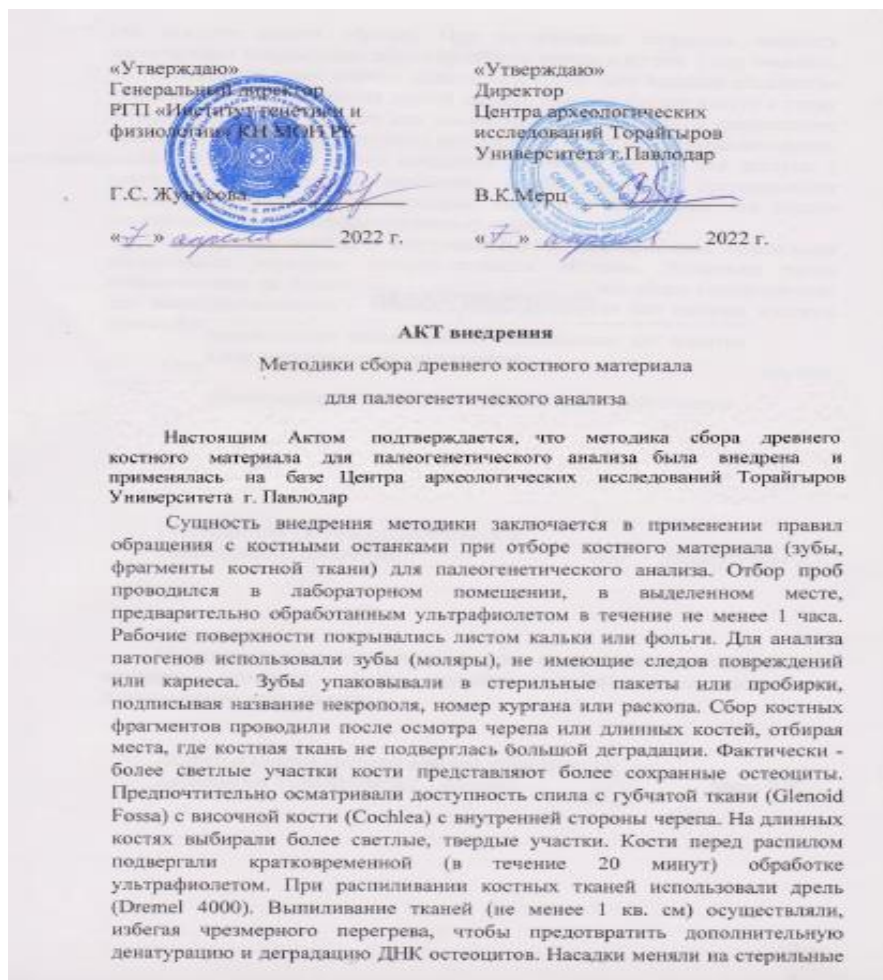 «Утверждаю»
Генеральный директор
РГП «Институт генетики и
физиологии» КН МОН РК
Г.С. Жунусова
«7» апреля 2022 г.
«Утверждаю»
Директор
Центра археологических
исследований Торайгыров
Университета г.Павлодар
В.К.Мерц
«7» апреля 2022 г.
АКТ внедрения
Методики сбора древнего костного материала
для палеогенетического анализа
Настоящим Актом подтверждается, что методика сбора древнего
костного материала для палеогенетического анализа была внедрена и
применялась на базе Центра археологических исследований Торайгыров
Университета г. Павлодар
Сущность внедрения методики заключается в применении правил
обращения с костными останками при отборе костного материала (зубы,
фрагменты костной ткани) для палеогенетического анализа. Отбор проб
проводился в лабораторном помещении, в выделенном месте,
предварительно обработанным ультрафиолетом в течение не менее 1 часа.
Рабочие поверхности покрывались листом кальки или фольги. Для анализа
патогенов использовали зубы (моляры), не имеющие следов повреждений
или кариеса. Зубы упаковывали в стерильные пакеты или пробирки,
подписывая название некрополя, номер кургана или раскопа. Сбор костных
фрагментов проводили после осмотра черепа или длинных костей, отбирая
места, где костная ткань не подверглась большой деградации. Фактически -
более светлые участки кости представляют более сохранные остеоциты.
Предпочтительно осматривали доступность спила с губчатой ткани (Glenoid
Fossa) с височной кости (Cochlea) с внутренней стороны черепа. На длинных
костях выбирали более светлые, твердые участки. Кости перед распилом
подвергали кратковременной (в течение 20 минут) обработке
ультрафиолетом. При распиливании костных тканей использовали дрель
(Dremel 4000). Выпиливание тканей (не менее 1 кв. см) осуществляли,
избегая чрезмерного перегрева, чтобы предотвратить дополнительную
денатурацию и деградацию ДНК остеоцитов. Насадки меняли на стерильные